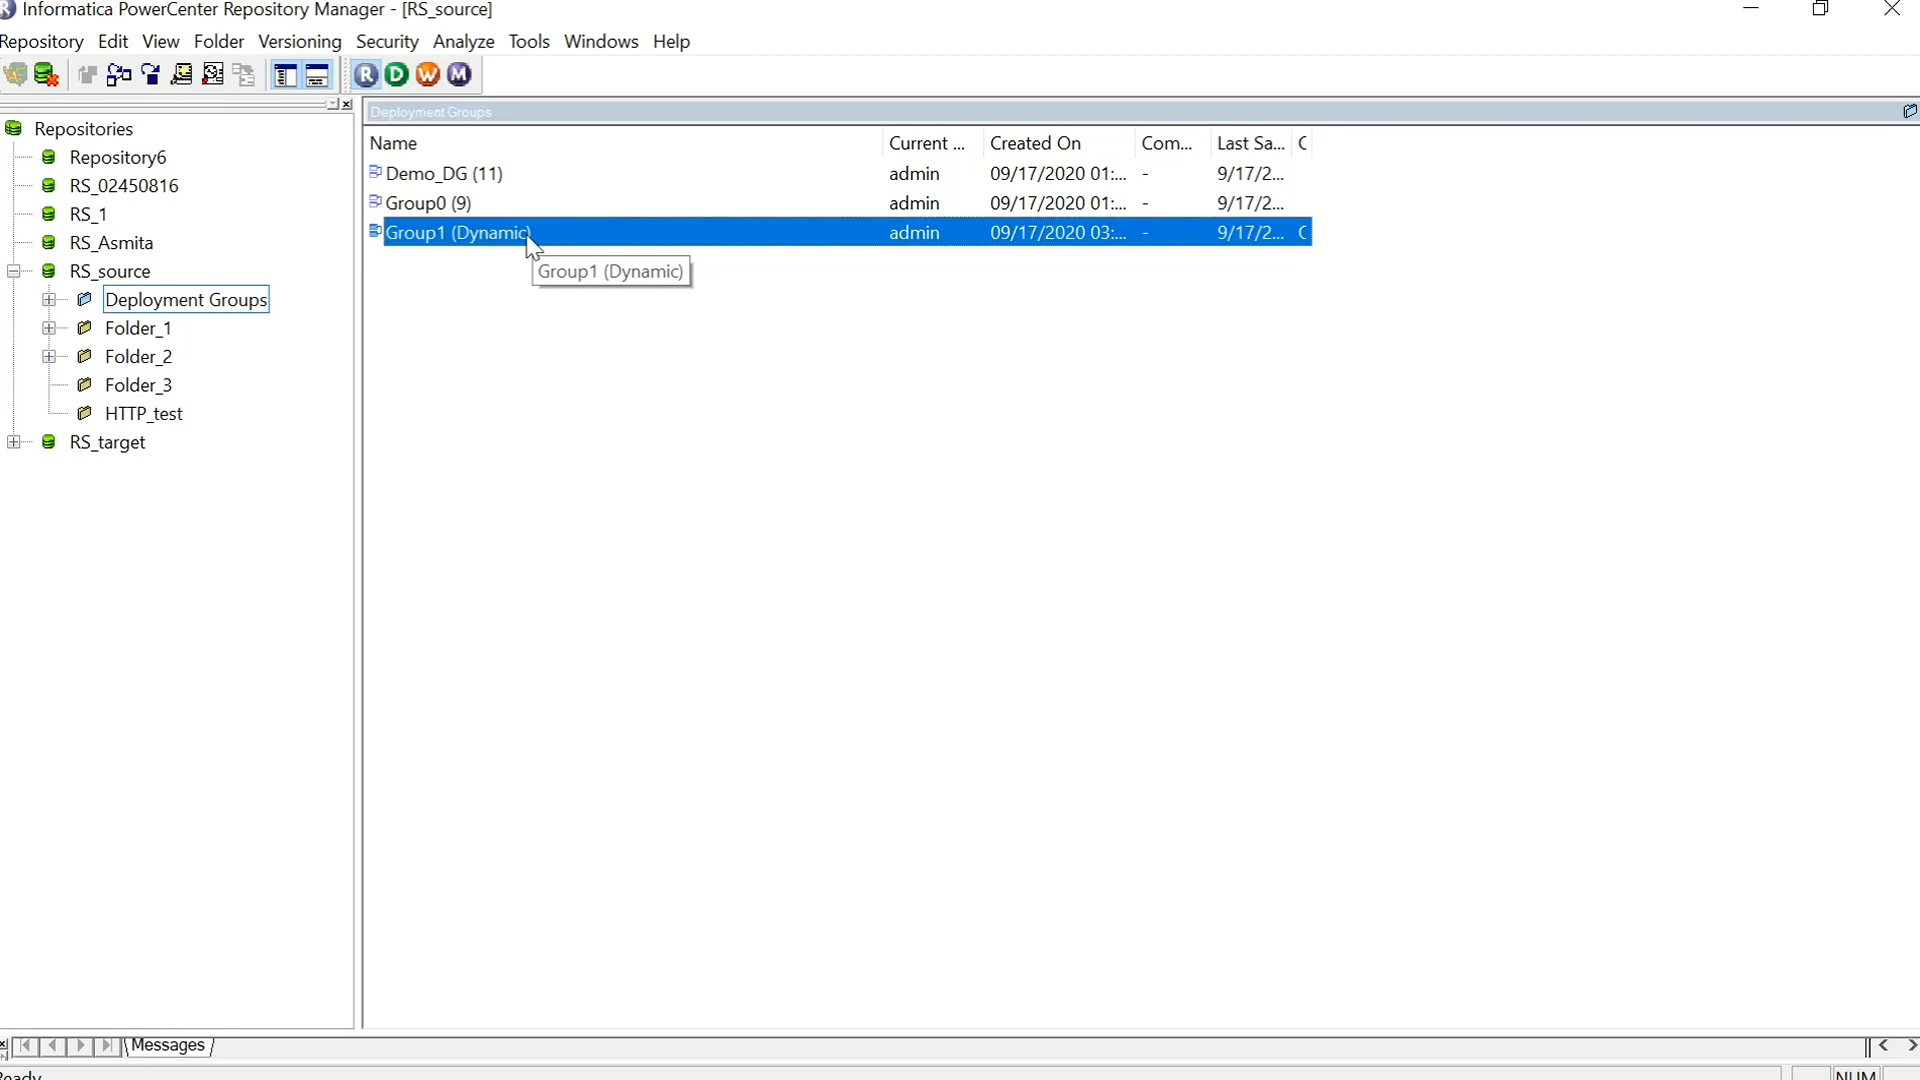 Informatica PowerCenter Repository Manager - [RS_source]
Repository Edit View Folder Versioning Security Analyze Tools Windows Help
R D W M
Deployment Groups
Repositories
Repository6
RS_02450816
RS_1
RS_Asmita
RS_source
Deployment Groups
Folder_1
Folder_2
Folder_3
HTTP_test
RS_target
Name Current ... Created On Com... Last Sa... C
Demo_DG (11) admin 09/17/2020 01:... - 9/17/2...
Group0 (9) admin 09/17/2020 01:... - 9/17/2...
Group1 (Dynamic) admin 09/17/2020 03:... - 9/17/2... C
Group1 (Dynamic)
Messages
Ready
NUM